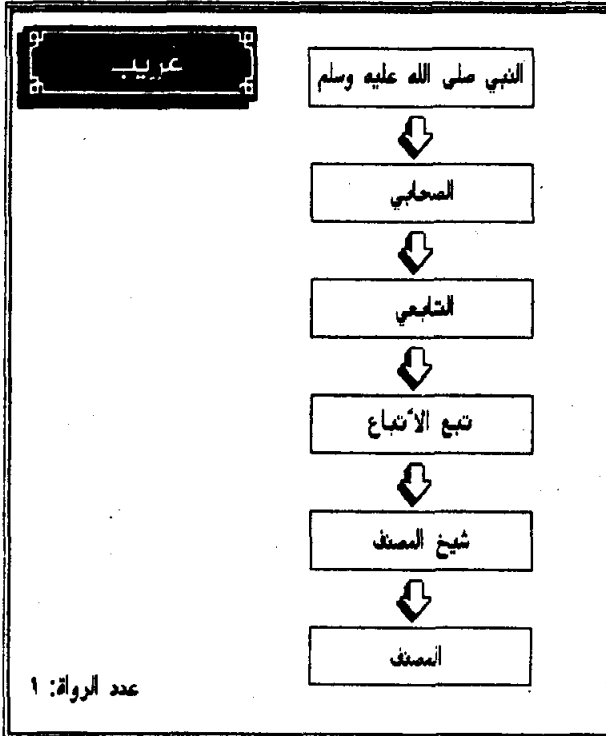 غريب
النبي صلى الله عليه وسلم
الصحابي
التابعي
تبع الأتباع
شيخ المصنف
المصنف
عدد الرواة: ١